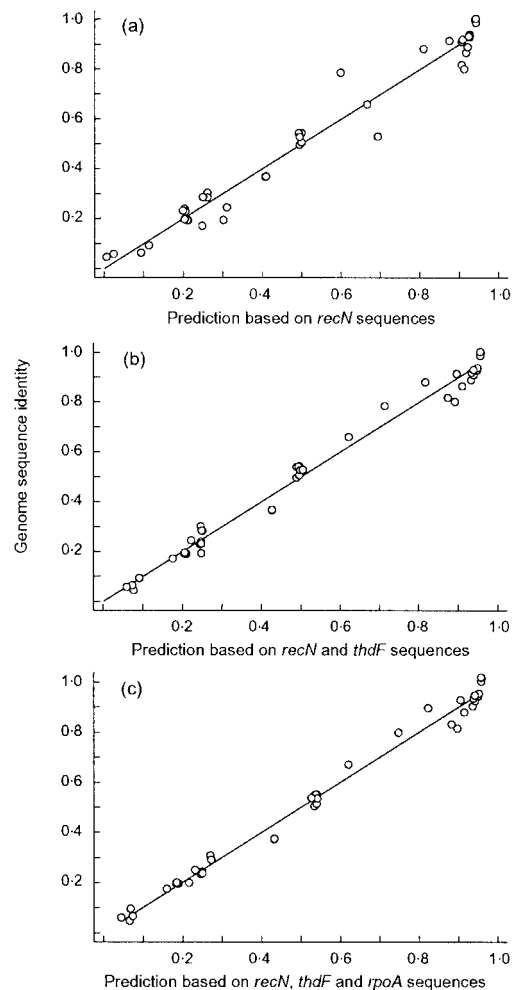 (a)
1·0
0·8
0·6
0·4
0·2
0·2 0·4 0·6 0·8 1·0
Prediction based on recN sequences
Genome sequence identity
(b)
1·0
0·8
0·6
0·4
0·2
0·2 0·4 0·6 0·8 1·0
Prediction based on recN and thdF sequences
(c)
1·0
0·8
0·6
0·4
0·2
0·2 0·4 0·6 0·8 1·0
Prediction based on recN, thdF and rpoA sequences